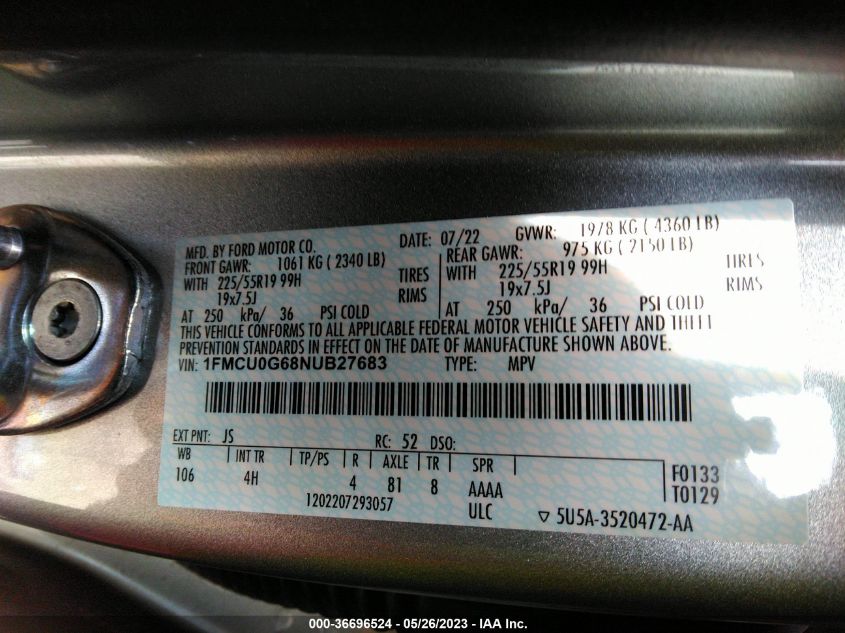 MFD. BY FORD MOTOR CO. DATE: 07/22 GVWR: 1978 KG ( 4360 LB)
FRONT GAWR: 1061 KG ( 2340 LB) REAR GAWR: 975 KG ( 2150 LB)
WITH 225/55R19 99H TIRES WITH 225/55R19 99H TIRES
19x7.5J RIMS 19x7.5J RIMS
AT 250 kPa/ 36 PSI COLD AT 250 kPa/ 36 PSI COLD
THIS VEHICLE CONFORMS TO ALL APPLICABLE FEDERAL MOTOR VEHICLE SAFETY AND THEFT
PREVENTION STANDARDS IN EFFECT ON THE DATE OF MANUFACTURE SHOWN ABOVE.
VIN: 1FMCU0G68NUB27683 TYPE: MPV
EXT PNT: JS RC: 52 DSO:
WB INT TR TP/PS R AXLE TR SPR F0133
106 4H 4 81 8 AAAA T0129
1202207293057 ULC ▽ 5U5A-3520472-AA
000-36696524 — 05/26/2023 — IAA Inc.